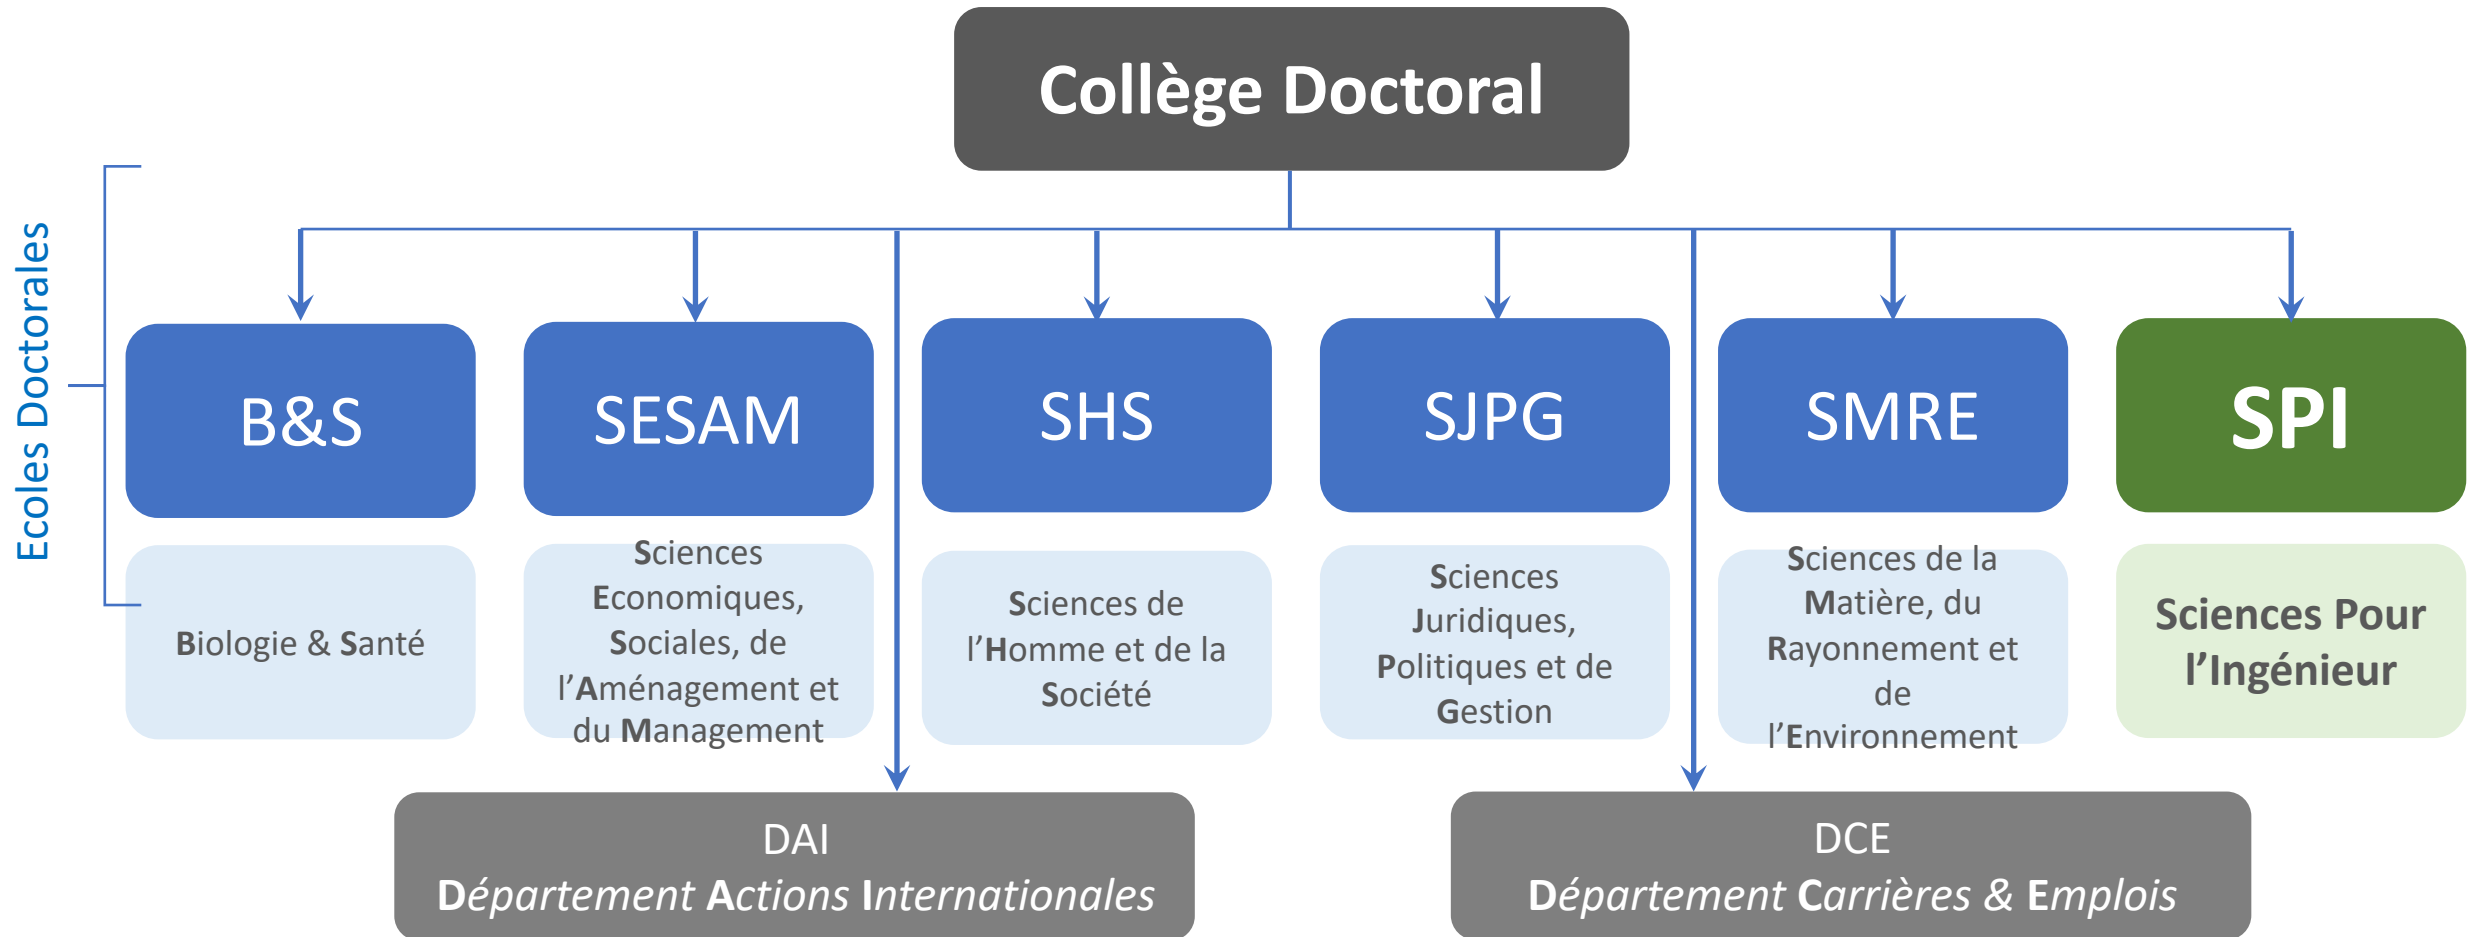 Collège Doctoral
Ecoles Doctorales
B&S
SESAM
SHS
SJPG
SMRE
SPI
Biologie & Santé
Sciences
Economiques,
Sociales, de
l’Aménagement et
du Management
Sciences de
l’Homme et de la
Société
Sciences
Juridiques,
Politiques et de
Gestion
Sciences de la
Matière, du
Rayonnement et
de
l’Environnement
Sciences Pour
l’Ingénieur
DAI
Département Actions Internationales
DCE
Département Carrières & Emplois